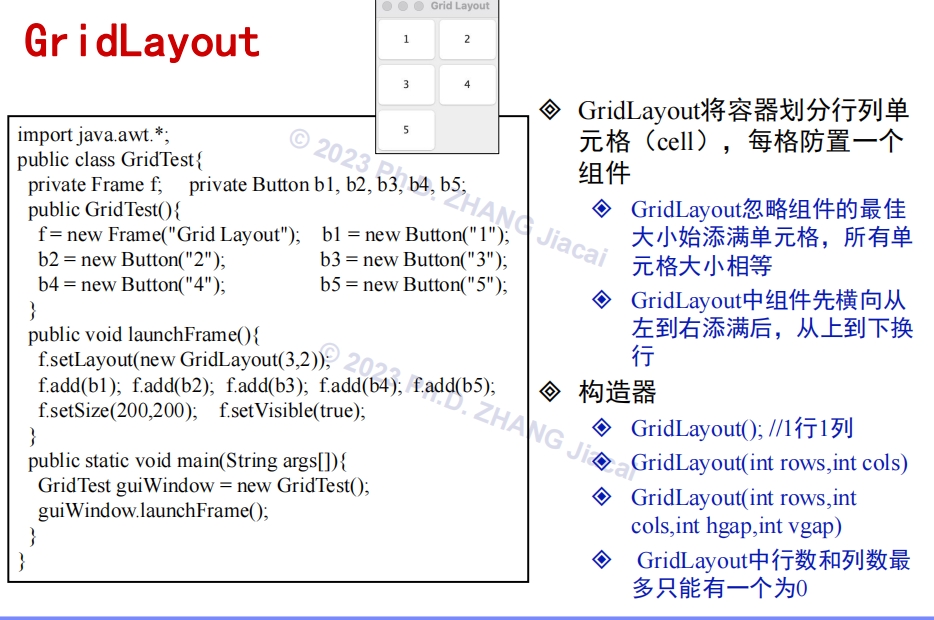 GridLayout
Grid Layout
1 2
3 4
5
import java.awt.*;
public class GridTest{
private Frame f; private Button b1, b2, b3, b4, b5;
public GridTest(){
f = new Frame("Grid Layout"); b1 = new Button("1");
b2 = new Button("2"); b3 = new Button("3");
b4 = new Button("4"); b5 = new Button("5");
}
public void launchFrame(){
f.setLayout(new GridLayout(3,2));
f.add(b1); f.add(b2); f.add(b3); f.add(b4); f.add(b5);
f.setSize(200,200); f.setVisible(true);
}
public static void main(String args[]){
GridTest guiWindow = new GridTest();
guiWindow.launchFrame();
}
}
GridLayout将容器划分行列单
元格（cell），每格防置一个
组件
GridLayout忽略组件的最佳
大小始添满单元格，所有单
元格大小相等
GridLayout中组件先横向从
左到右添满后，从上到下换
行
构造器
GridLayout(); //1行1列
GridLayout(int rows,int cols)
GridLayout(int rows,int
cols,int hgap,int vgap)
GridLayout中行数和列数最
多只能有一个为0
© 2023 Ph.D. ZHANG Jiacai
© 2023 Ph.D. ZHANG Jiacai